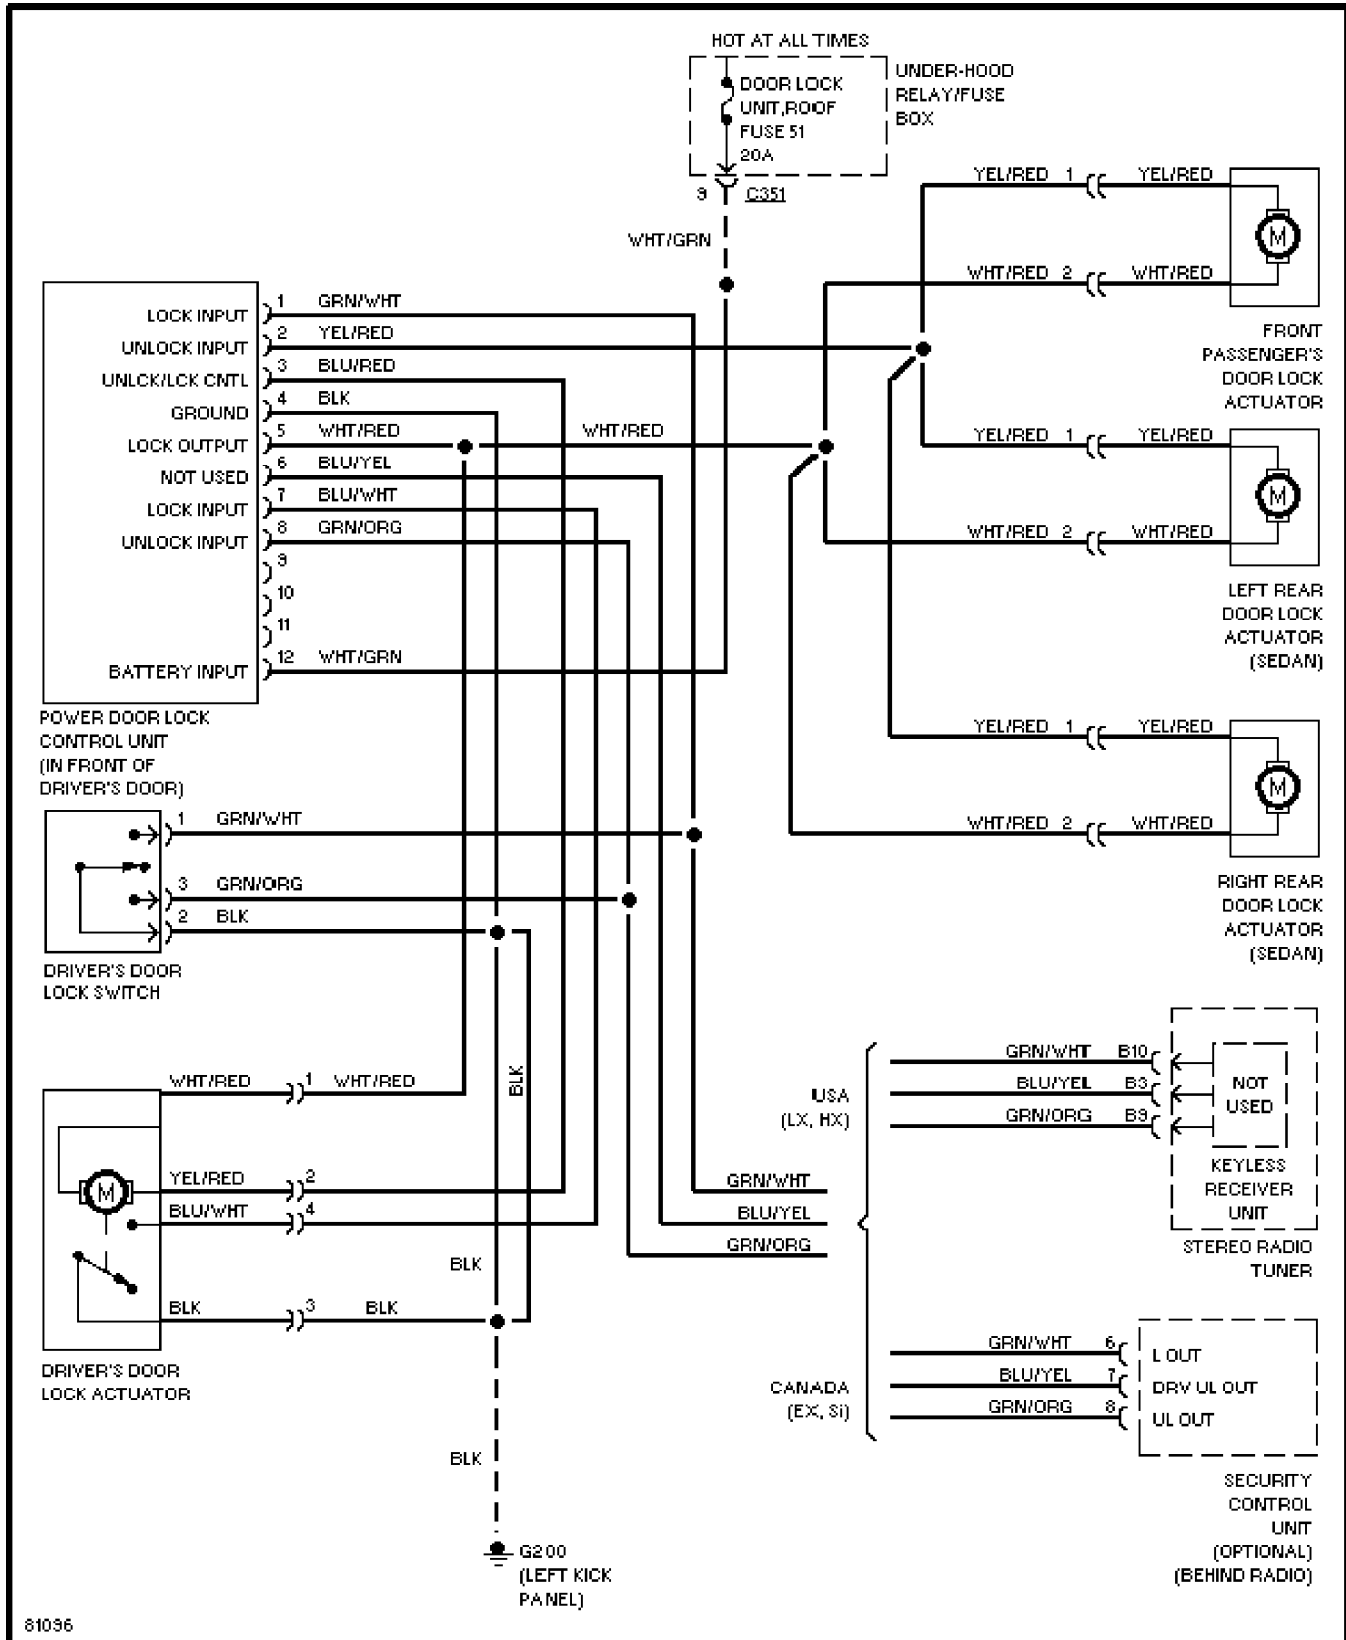 HOT AT ALL TIMES
DOOR LOCK
UNIT,ROOF
FUSE 51
20A
UNDER-HOOD
RELAY/FUSE
BOX
9 C351
WHT/GRN
LOCK INPUT 1 GRN/WHT
UNLOCK INPUT 2 YEL/RED
UNLCK/LCK CNTL 3 BLU/RED
GROUND 4 BLK
LOCK OUTPUT 5 WHT/RED WHT/RED
NOT USED 6 BLU/YEL
LOCK INPUT 7 BLU/WHT
UNLOCK INPUT 8 GRN/ORG
9
10
11
BATTERY INPUT 12 WHT/GRN
POWER DOOR LOCK
CONTROL UNIT
(IN FRONT OF
DRIVER'S DOOR)
YEL/RED 1 YEL/RED
M
WHT/RED 2 WHT/RED
FRONT
PASSENGER'S
DOOR LOCK
ACTUATOR
YEL/RED 1 YEL/RED
M
WHT/RED 2 WHT/RED
LEFT REAR
DOOR LOCK
ACTUATOR
(SEDAN)
YEL/RED 1 YEL/RED
M
WHT/RED 2 WHT/RED
RIGHT REAR
DOOR LOCK
ACTUATOR
(SEDAN)
1 GRN/WHT
3 GRN/ORG
2 BLK
DRIVER'S DOOR
LOCK SWITCH
WHT/RED 1 WHT/RED
BLK
M
YEL/RED 2
BLU/WHT 4
BLK
BLK 3 BLK
DRIVER'S DOOR
LOCK ACTUATOR
BLK
G200
(LEFT KICK
PANEL)
GRN/WHT
BLU/YEL
GRN/ORG
USA
(LX, HX)
GRN/WHT B10
BLU/YEL B3
GRN/ORG B9
NOT
USED
KEYLESS
RECEIVER
UNIT
STEREO RADIO
TUNER
CANADA
(EX, Si)
GRN/WHT 6 L OUT
BLU/YEL 7 DRV UL OUT
GRN/ORG 8 UL OUT
SECURITY
CONTROL
UNIT
(OPTIONAL)
(BEHIND RADIO)
81096